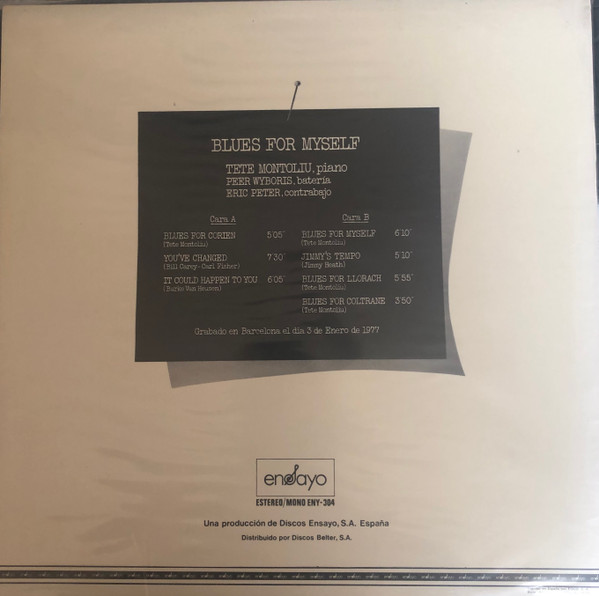 BLUES FOR MYSELF
TETE MONTOLIU, piano
PEER WYBORIS, batería
ERIC PETER, contrabajo
Cara A
BLUES FOR CORIEN 5'05"
(Tete Montoliu)
YOU'VE CHANGED 7'30"
(Bill Carey - Carl Fisher)
IT COULD HAPPEN TO YOU 6'05"
(Burke Van Heusen)
Cara B
BLUES FOR MYSELF 6'10"
(Tete Montoliu)
JIMMY'S TEMPO 5'10"
(Jimmy Heath)
BLUES FOR LLORACH 5'55"
(Tete Montoliu)
BLUES FOR COLTRANE 3'50"
(Tete Montoliu)
Grabado en Barcelona el día 3 de Enero de 1977
ensayo
ESTEREO/MONO ENY-304
Una producción de Discos Ensayo, S.A. España
Distribuido por Discos Belter, S.A.